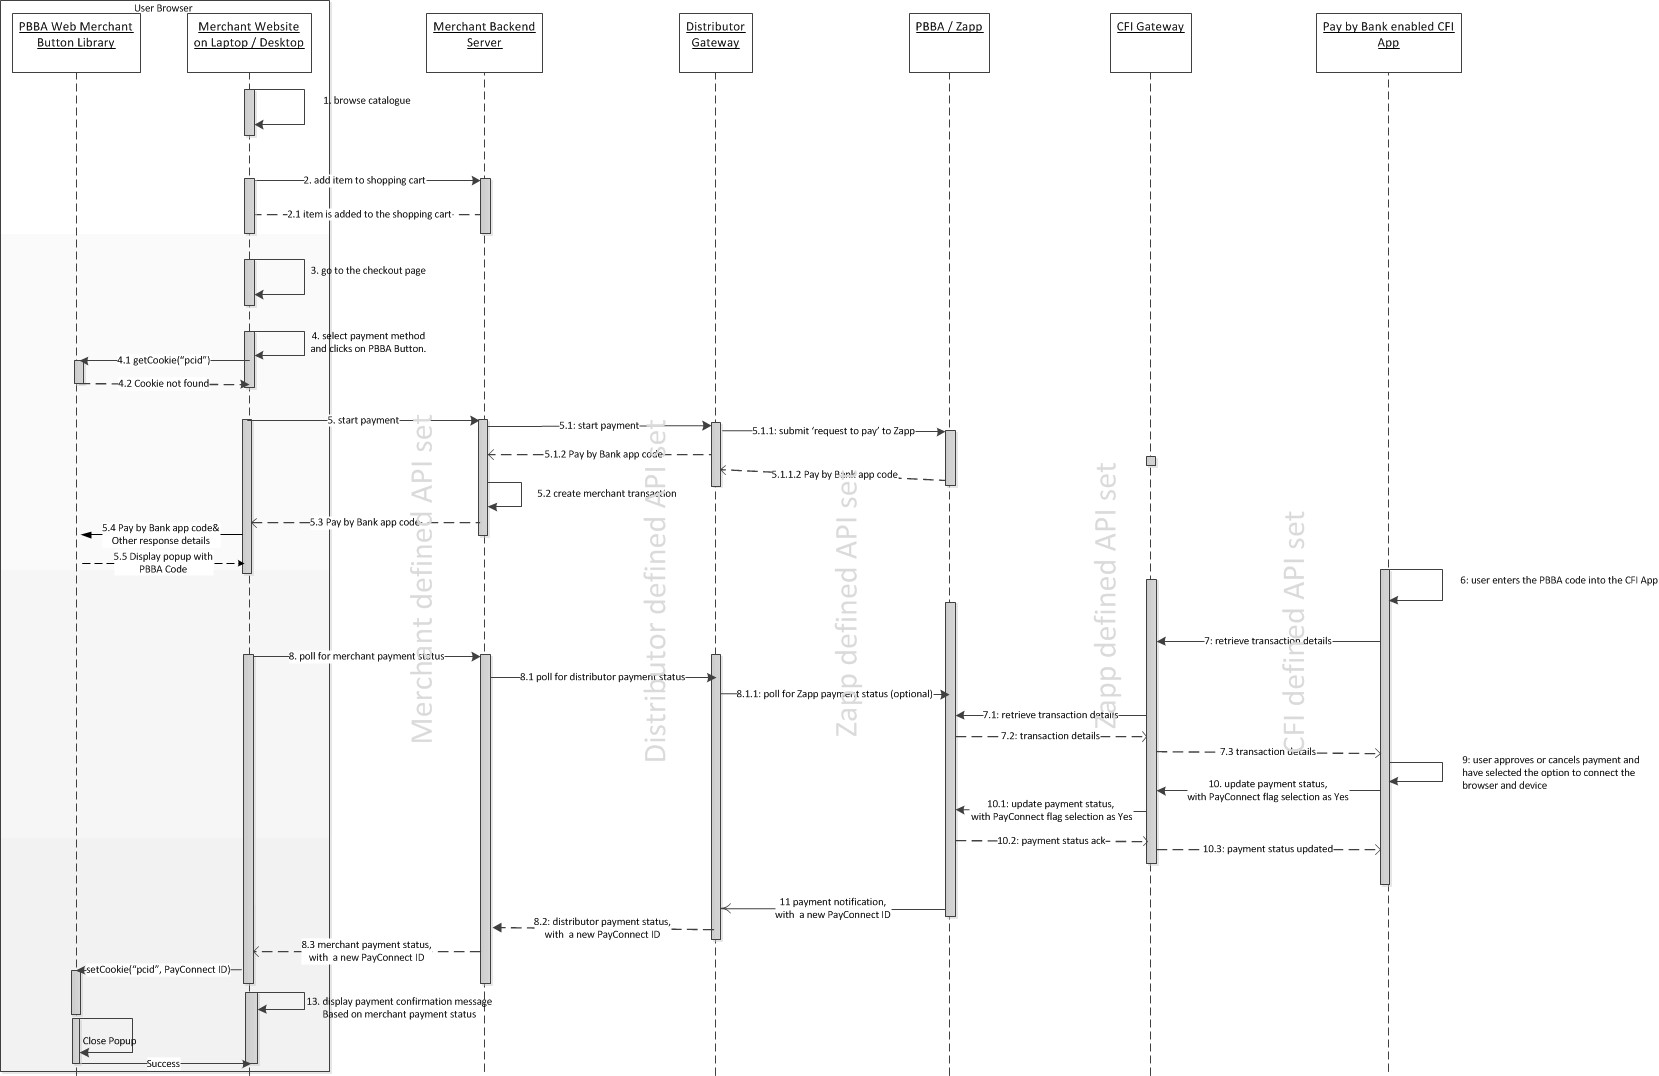 User Browser
PBBA Web Merchant
Button Library
Merchant Website
on Laptop / Desktop
Merchant Backend
Server
Distributor
Gateway
PBBA / Zapp
CFI Gateway
Pay by Bank enabled CFI
App
1. browse catalogue
2. add item to shopping cart
2.1 item is added to the shopping cart
3. go to the checkout page
4. select payment method
and clicks on PBBA Button.
4.1 getCookie("pcid")
4.2 Cookie not found
5. start payment
5.1: start payment
5.1.1: submit 'request to pay' to Zapp
5.1.2 Pay by Bank app code
5.1.1.2 Pay by Bank app code
5.2 create merchant transaction
5.3 Pay by Bank app code
5.4 Pay by Bank app code&
Other response details
5.5 Display popup with
PBBA Code
Merchant defined API set
Distributor defined API set
Zapp defined API set
Zapp defined API set
CFI defined API set
6: user enters the PBBA code into the CFI App
7: retrieve transaction details
8. poll for merchant payment status
8.1 poll for distributor payment status
8.1.1: poll for Zapp payment status (optional)
7.1: retrieve transaction details
7.2: transaction details
7.3 transaction details
9: user approves or cancels payment and
have selected the option to connect the
browser and device
10. update payment status,
with PayConnect flag selection as Yes
10.1: update payment status,
with PayConnect flag selection as Yes
10.2: payment status ack
10.3: payment status updated
11 payment notification,
with a new PayConnect ID
8.2: distributor payment status,
with a new PayConnect ID
8.3 merchant payment status,
with a new PayConnect ID
setCookie("pcid", PayConnect ID)
13. display payment confirmation message
Based on merchant payment status
Close Popup
Success